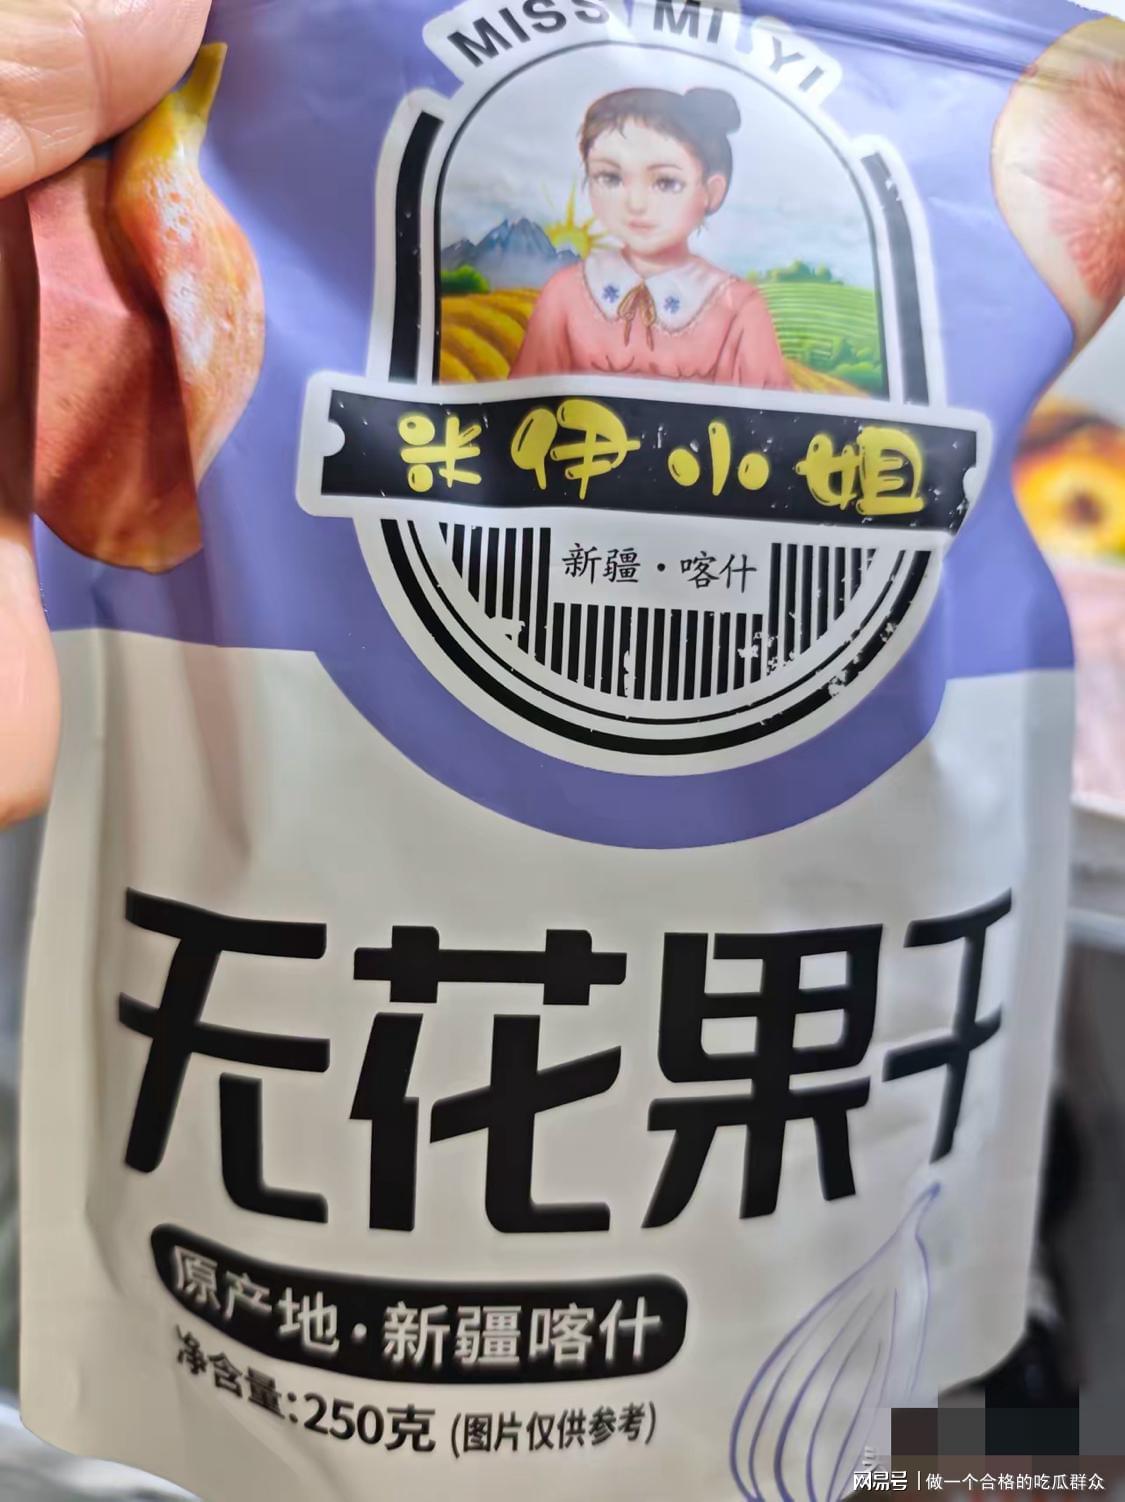 MISS MI YI
米伊小姐
新疆·喀什
无花果干
原产地·新疆喀什
净含量:250克 (图片仅供参考)
网易号 | 做一个合格的吃瓜群众